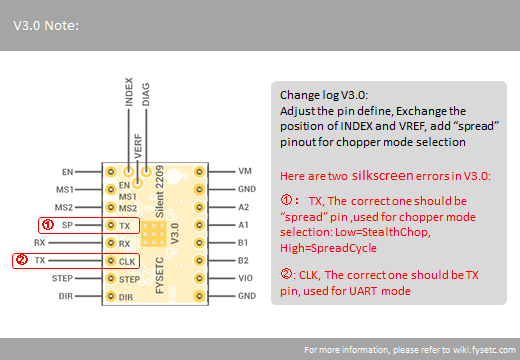 V3.0 Note:
INDEX
DIAG
VERF
EN
MS1
MS2
① SP
RX
② TX
STEP
DIR
EN
MS1
MS2
TX
RX
CLK
STEP
DIR
Silent 2209
V3.0
FYSETC
VM
GND
A2
A1
B1
B2
VIO
GND
Change log V3.0:
Adjust the pin define, Exchange the
position of INDEX and VREF, add “spread”
pinout for chopper mode selection
Here are two silkscreen errors in V3.0:
①： TX, The correct one should be
“spread” pin ,used for chopper mode
selection: Low=StealthChop,
High=SpreadCycle
②: CLK, The correct one should be TX
pin, used for UART mode
For more information, please refer to wiki.fysetc.com